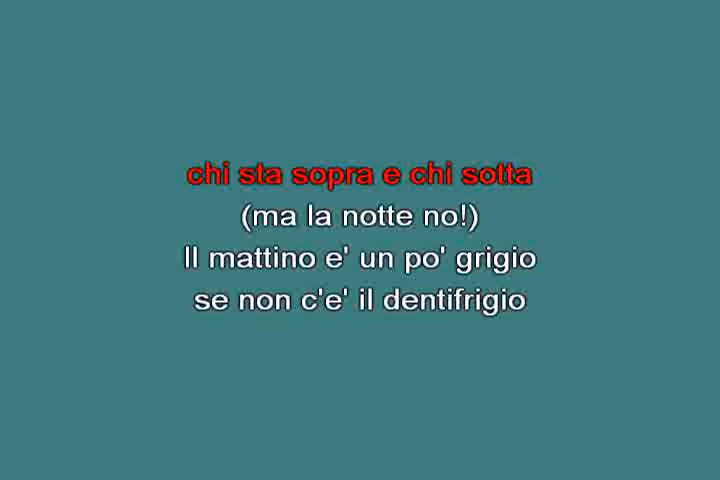 chi sta sopra e chi sotta
(ma la notte no!)
Il mattino e' un po' grigio
se non c'e' il dentifrigio